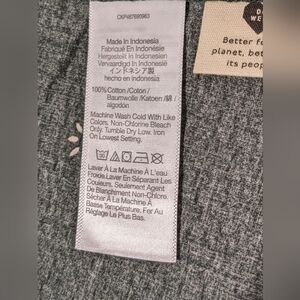 CKP487690963
Made In Indonesia
Fabriqué En Indonésie
Hergestellt in Indonesien
Vervaardigd In Indonesië
インドネシア製
hecho en indonesia
100% Cotton /Coton /
Baumwolle /Katoen /綿 /
algodón
Machine Wash Cold With Like
Colors. Non-Chlorine Bleach
Only. Tumble Dry Low. Iron
On Lowest Setting.
Laver À La Machine À L'eau
Froide.Laver En Séparant Les
Couleurs. Seulement Agent
De Blanchiment Non-Chlore.
Sécher À La Machine À
Basse Température. Fer Au
Réglage Le Plus Bas.
DO
WE
Better fo
planet, bet
its peop